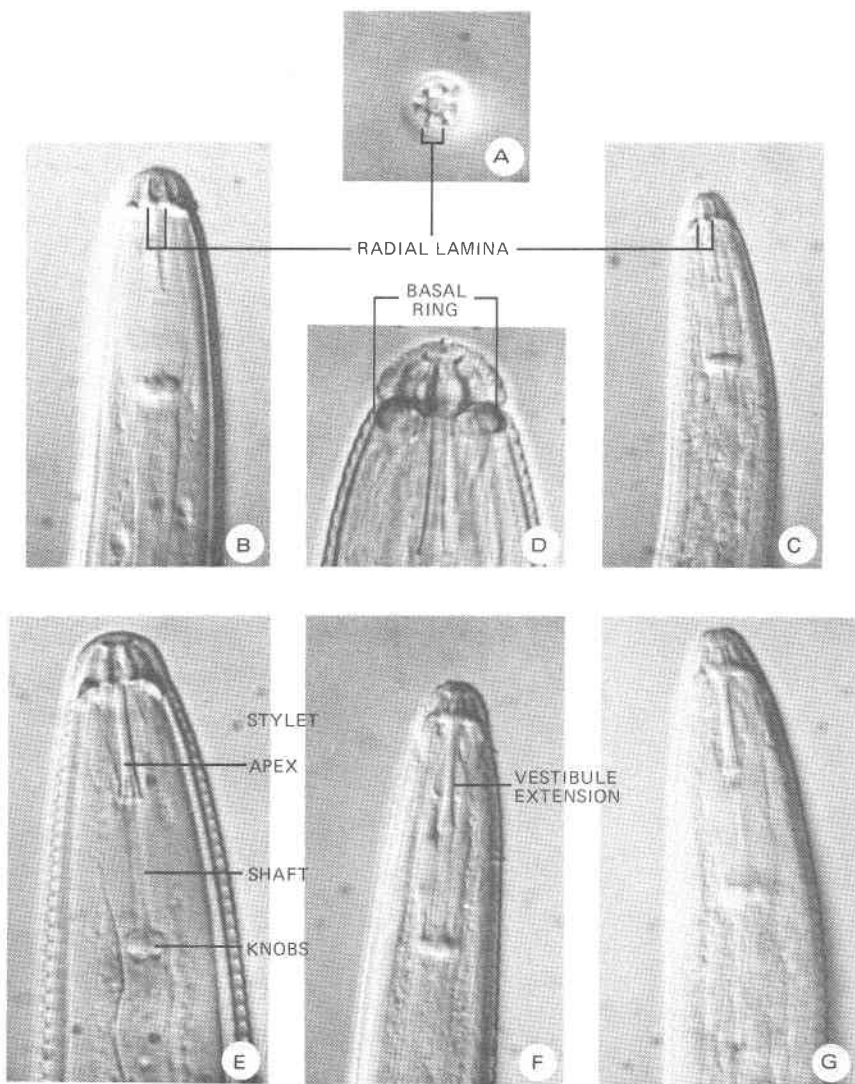 A
RADIAL LAMINA
B
BASAL
RING
D
C
STYLET
APEX
SHAFT
KNOBS
E
VESTIBULE
EXTENSION
F
G